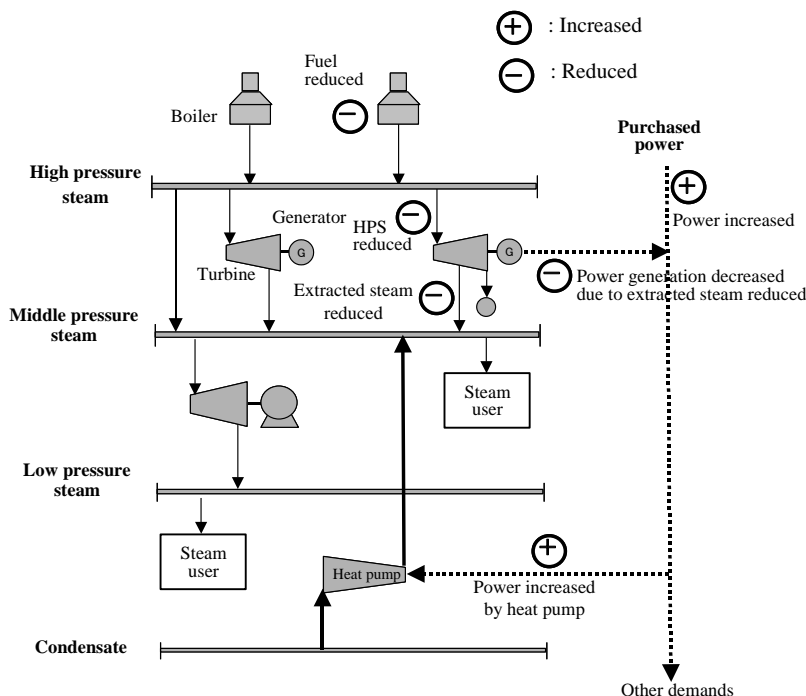 + : Increased
− : Reduced
Fuel
reduced
−
Boiler
Purchased
power
High pressure
steam
+
Power increased
Generator
−
HPS
reduced
G
G
Turbine
−
Power generation decreased
due to extracted steam reduced
Extracted steam
reduced
−
Middle pressure
steam
Steam
user
Low pressure
steam
Steam
user
+
Heat pump
Power increased
by heat pump
Condensate
Other demands